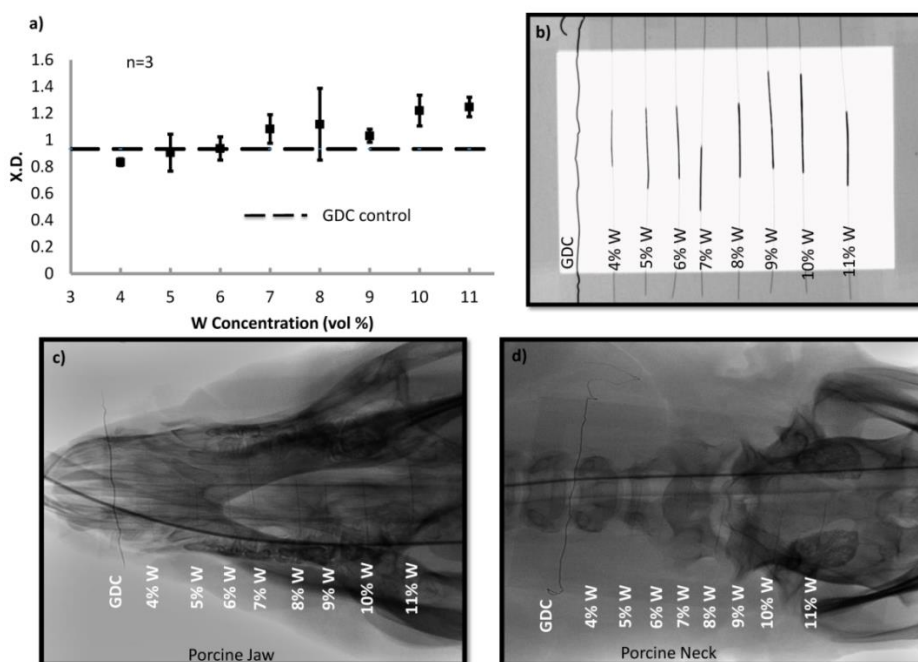 a)
n=3
1.6
1.4
1.2
1
0.8
0.6
0.4
0.2
0
X.D.
GDC control
3 4 5 6 7 8 9 10 11
W Concentration (vol %)
b)
GDC
4% W
5% W
6% W
7% W
8% W
9% W
10% W
11% W
c)
GDC
4% W
5% W
6% W
7% W
8% W
9% W
10% W
11% W
Porcine Jaw
d)
GDC
4% W
5% W
6% W
7% W
8% W
9% W
10% W
11% W
Porcine Neck